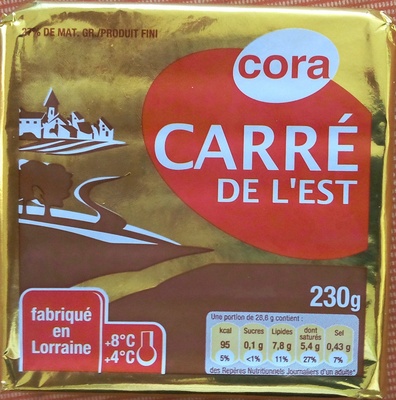 27% DE MAT. GR./PRODUIT FINI
cora
CARRÉ
DE L'EST
230g
fabriqué
en
Lorraine
+8°C
+4°C
Une portion de 28,8 g contient :
kcal Sucres Lipides dont saturés Sel
95 0,1 g 7,8 g 5,4 g 0,43 g
5% <1% 11% 27% 7%
des Repères Nutritionnels Journaliers d'un adulte*